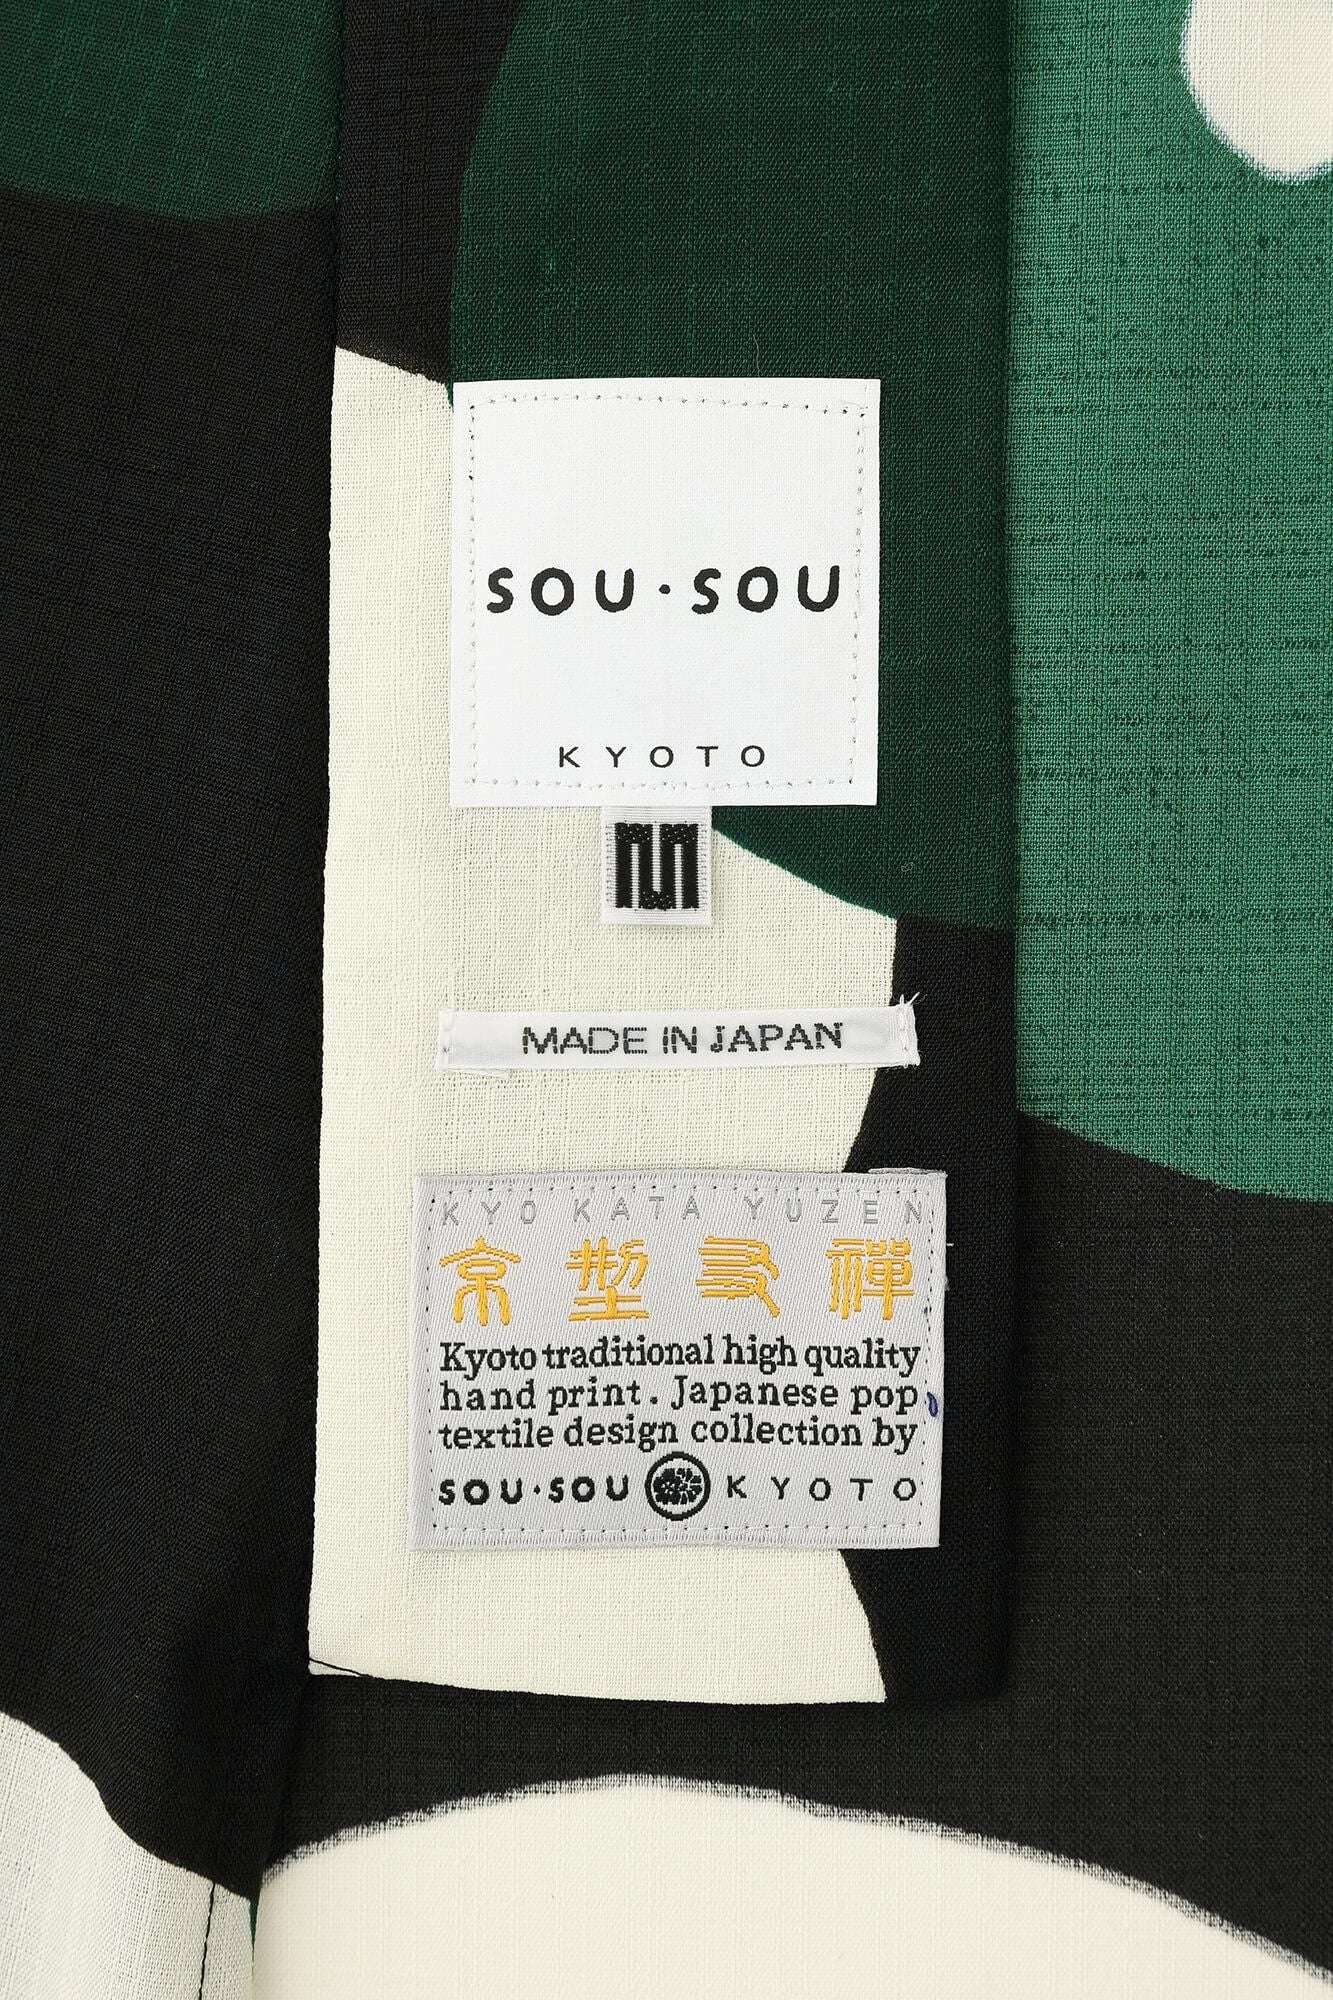 SOU・SOU
KYOTO
M
MADE IN JAPAN
KYO KATA YUZEN
京型友禅
Kyoto traditional high quality
hand print. Japanese pop
textile design collection by
SOU・SOU KYOTO